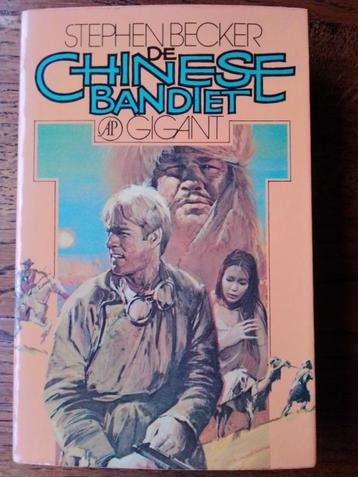 STEPHEN BECKER
DE
CHINESE
BANDIET
AP GIGANT